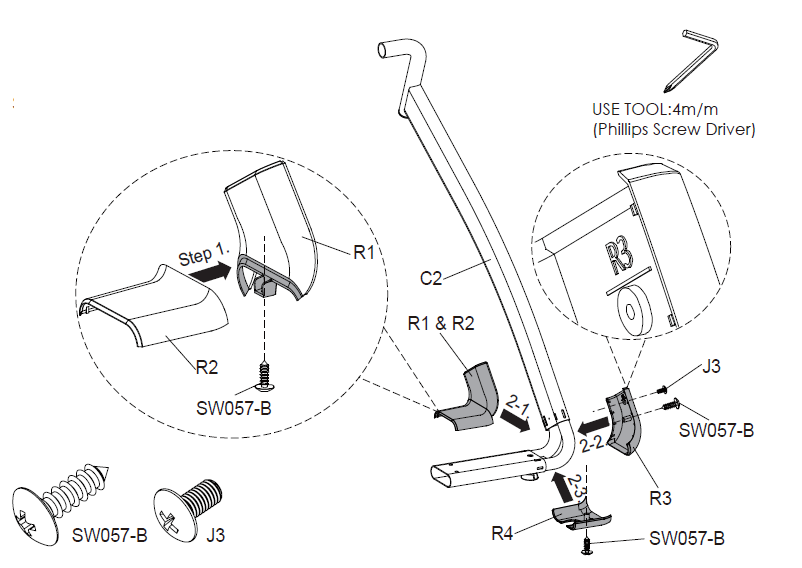 USE TOOL:4m/m
(Phillips Screw Driver)
Step 1.
R1
R2
SW057-B
C2
R3
R1 & R2
2-1
J3
SW057-B
2-2
R3
2-3
R4
SW057-B
SW057-B
J3